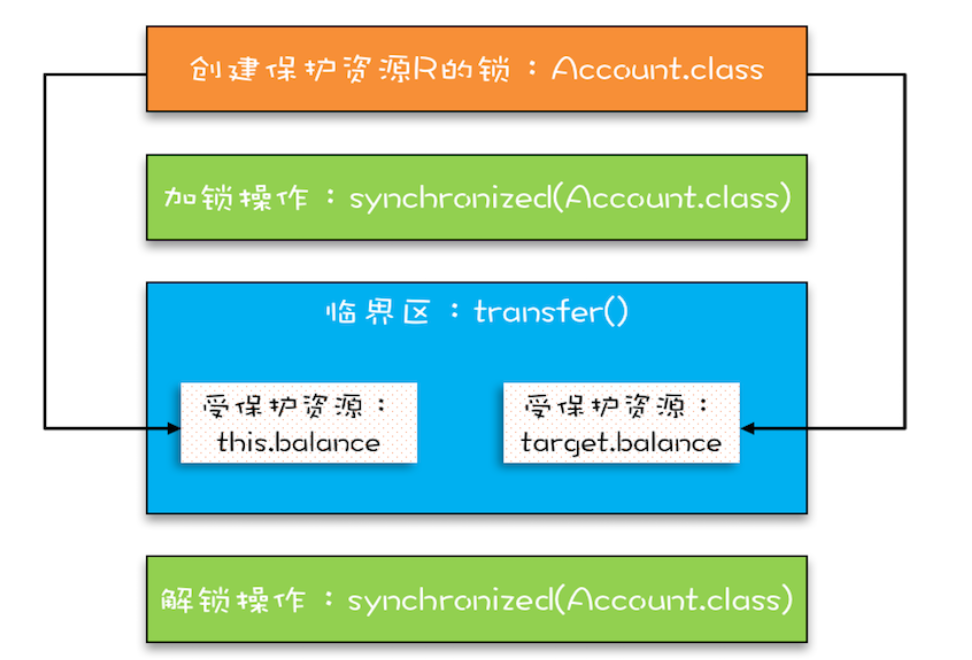 创建保护资源R的锁：Account.class
加锁操作：synchronized(Account.class)
临界区：transfer()
受保护资源：
this.balance
受保护资源：
target.balance
解锁操作：synchronized(Account.class)